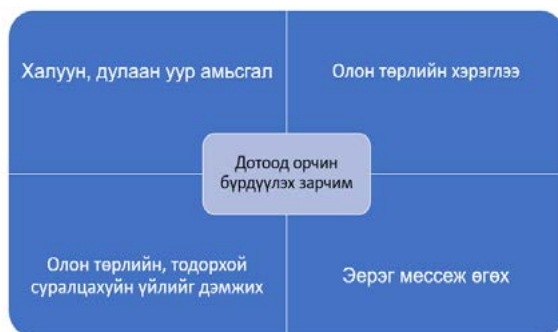 Халуун, дулаан уур амьсгал
Олон төрлийн хэрэглээ
Дотоод орчин
бүрдүүлэх зарчим
Олон төрлийн, тодорхой
суралцахуйн үйлийг дэмжих
Эерэг мессеж өгөх